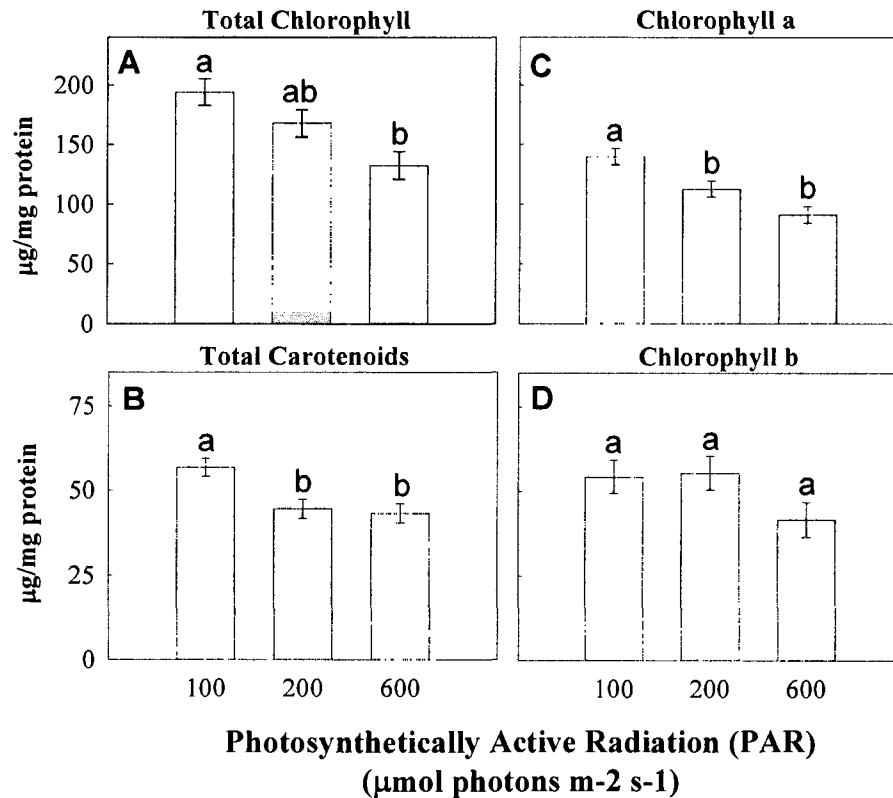 Total Chlorophyll
A
a
ab
b
200
150
100
50
0
µg/mg protein
Chlorophyll a
C
a
b
b
Total Carotenoids
B
a
b
b
75
50
25
0
µg/mg protein
100 200 600
Chlorophyll b
D
a
a
a
100 200 600
Photosynthetically Active Radiation (PAR)
(µmol photons m-2 s-1)